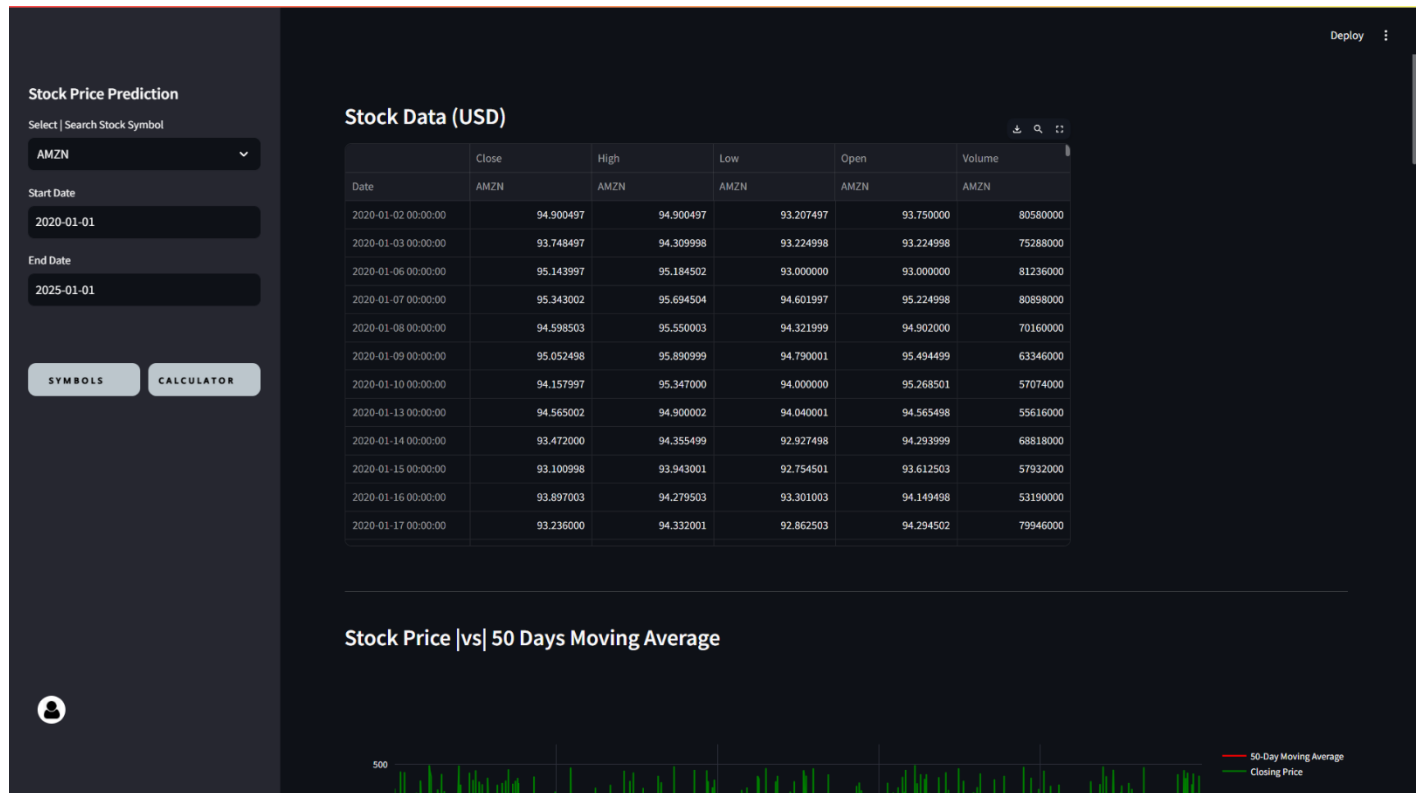 Deploy
Stock Price Prediction
Select | Search Stock Symbol
AMZN
Start Date
2020-01-01
End Date
2025-01-01
SYMBOLS CALCULATOR
Stock Data (USD)
Close High Low Open Volume
Date AMZN AMZN AMZN AMZN AMZN
2020-01-02 00:00:00 94.900497 94.900497 93.207497 93.750000 80580000
2020-01-03 00:00:00 93.748497 94.309998 93.224998 93.224998 75288000
2020-01-06 00:00:00 95.143997 95.184502 93.000000 93.000000 81236000
2020-01-07 00:00:00 95.343002 95.694504 94.601997 95.224998 80898000
2020-01-08 00:00:00 94.598503 95.550003 94.321999 94.902000 70160000
2020-01-09 00:00:00 95.052498 95.890999 94.790001 95.494499 63346000
2020-01-10 00:00:00 94.157997 95.347000 94.000000 95.268501 57074000
2020-01-13 00:00:00 94.565002 94.900002 94.040001 94.565498 55616000
2020-01-14 00:00:00 93.472000 94.355499 92.927498 94.293999 68818000
2020-01-15 00:00:00 93.100998 93.943001 92.754501 93.612503 57932000
2020-01-16 00:00:00 93.897003 94.279503 93.301003 94.149498 53190000
2020-01-17 00:00:00 93.236000 94.332001 92.862503 94.294502 79946000
Stock Price |vs| 50 Days Moving Average
500
50-Day Moving Average
Closing Price